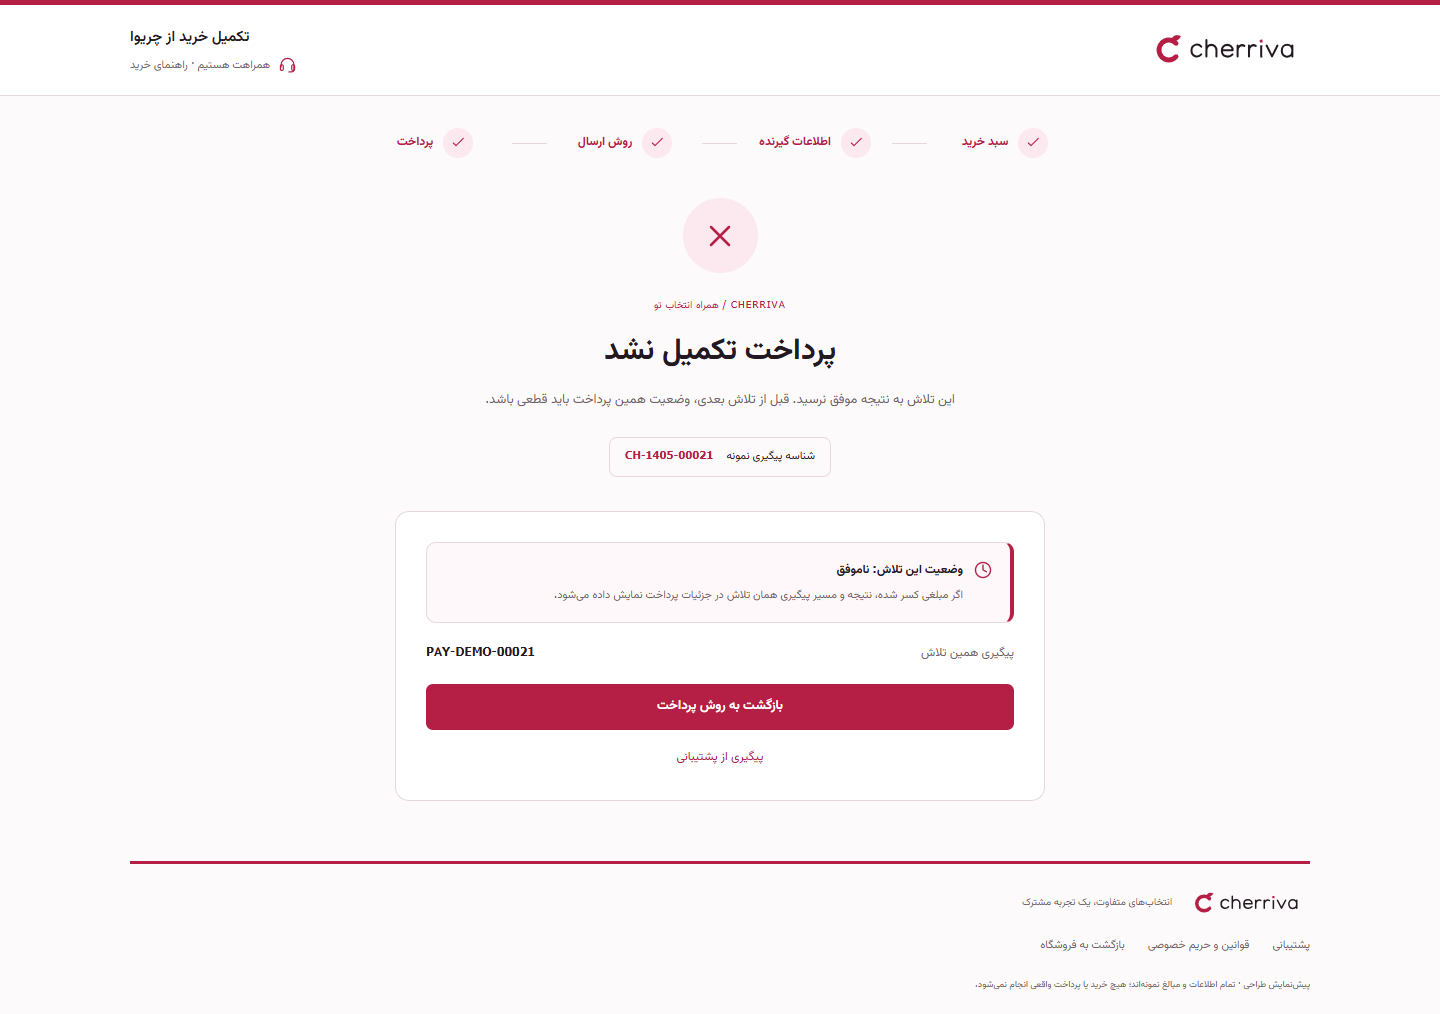 cherriva
تکمیل خرید از چریوا
همراهت هستیم · راهنمای خرید
سبد خرید
اطلاعات گیرنده
روش ارسال
پرداخت
CHERRIVA / همراه انتخاب تو
پرداخت تکمیل نشد
این تلاش به نتیجه موفق نرسید. قبل از تلاش بعدی، وضعیت همین پرداخت باید قطعی باشد.
شناسه پیگیری نمونه CH-1405-00021
وضعیت این تلاش: ناموفق
اگر مبلغی کسر شده، نتیجه و مسیر پیگیری همان تلاش در جزئیات پرداخت نمایش داده می‌شود.
پیگیری همین تلاش PAY-DEMO-00021
بازگشت به روش پرداخت
پیگیری از پشتیبانی
cherriva انتخاب‌های متفاوت، یک تجربه مشترک
پشتیبانی قوانین و حریم خصوصی بازگشت به فروشگاه
پیش‌نمایش طراحی · تمام اطلاعات و مبالغ نمونه‌اند؛ هیچ خرید یا پرداخت واقعی انجام نمی‌شود.